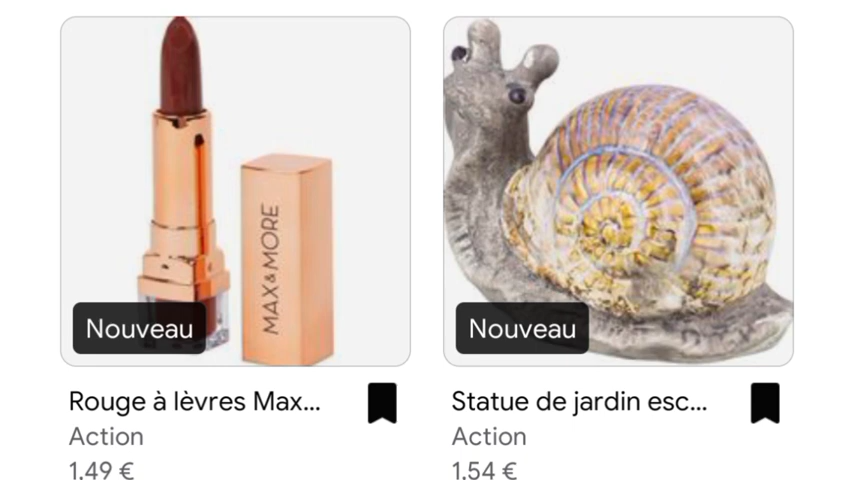 MAX&MORE
Nouveau
Nouveau
Rouge à lèvres Max...
Statue de jardin esc...
Action
Action
1.49 €
1.54 €